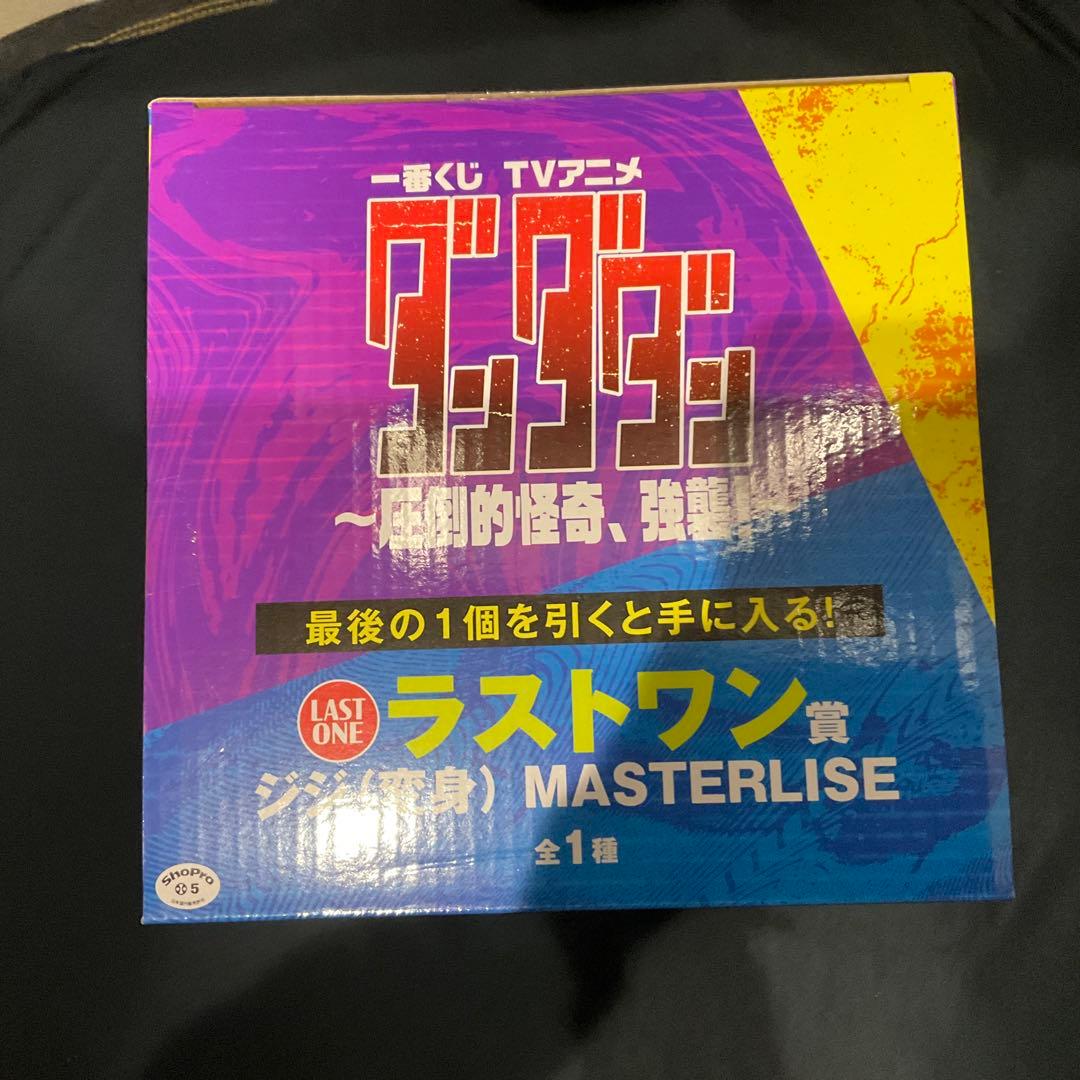 一番くじ TVアニメ
ダンダダン
～圧倒的怪奇、強襲!～
最後の1個を引くと手に入る!
LAST
ONE
ラストワン賞
ジジ(変身) MASTERLISE
全1種
ShoPro
5